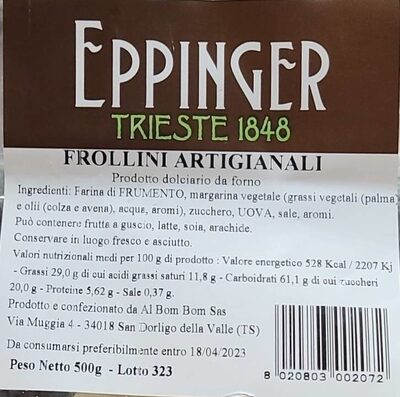 EPPINGER
TRIESTE 1848
FROLLINI ARTIGIANALI
Prodotto dolciario da forno
Ingredienti: Farina di FRUMENTO, margarina vegetale (grassi vegetali (palma)
e olii (colza e avena), acqua, aromi), zucchero, UOVA, sale, aromi.
Può contenere frutta a guscio, latte, soia, arachide.
Conservare in luogo fresco e asciutto.
Valori nutrizionali medi per 100 g di prodotto : Valore energetico 528 Kcal / 2207 Kj
- Grassi 29,0 g di cui acidi grassi saturi 11,8 g - Carboidrati 61,1 g di cui zuccheri
20,0 g - Proteine 5,62 g - Sale 0,37 g.
Prodotto e confezionato da Al Bom Bom Sas
Via Muggia 4 - 34018 San Dorligo della Valle (TS)
Da consumarsi preferibilmente entro 18/04/2023
Peso Netto 500g - Lotto 323
8 020803 002072